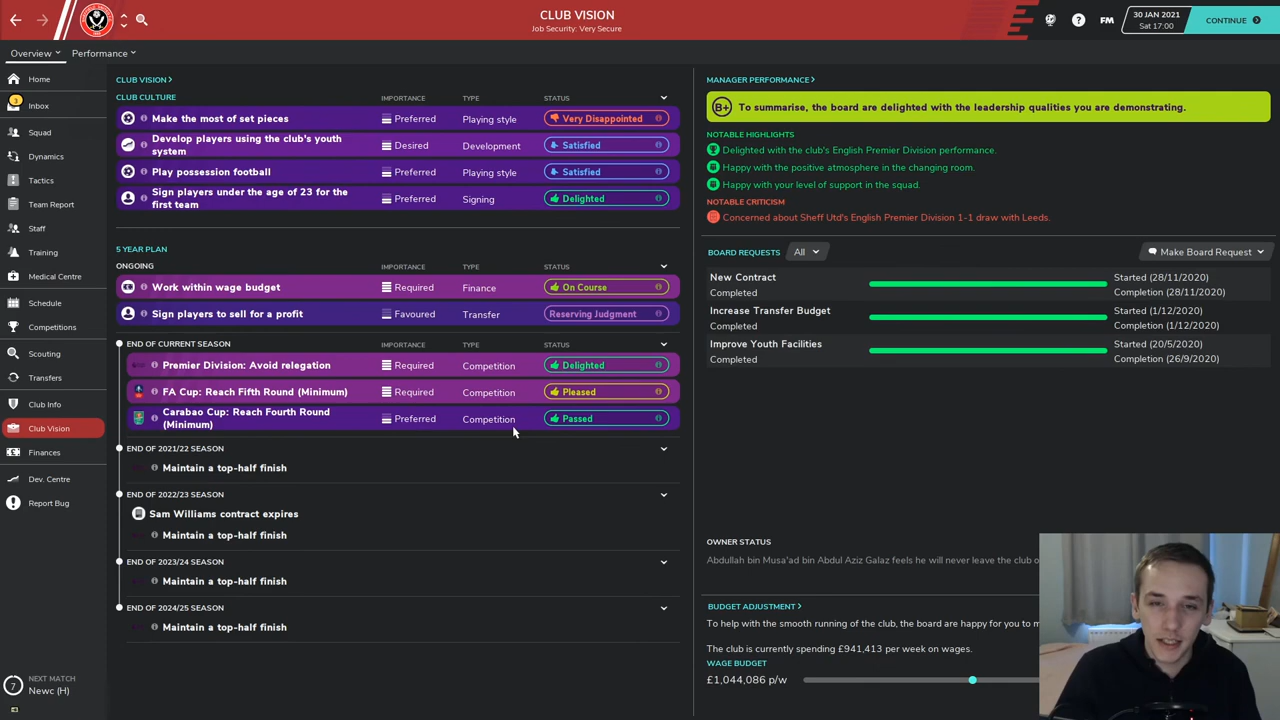 CLUB VISION
Job Security: Very Secure
FM
30 JAN 2021
Sat 17:00
CONTINUE
Overview
Performance
Home
3
Inbox
Squad
Dynamics
Tactics
Team Report
Staff
Training
Medical Centre
Schedule
Competitions
Scouting
Transfers
Club Info
Club Vision
Finances
Dev. Centre
Report Bug
7
NEXT MATCH
Newc (H)
CLUB VISION
CLUB CULTURE IMPORTANCE TYPE STATUS
Make the most of set pieces Preferred Playing style Very Disappointed
Develop players using the club's youth
system Desired Development Satisfied
Play possession football Preferred Playing style Satisfied
Sign players under the age of 23 for the
first team Preferred Signing Delighted
5 YEAR PLAN
ONGOING IMPORTANCE TYPE STATUS
Work within wage budget Required Finance On Course
Sign players to sell for a profit Favoured Transfer Reserving Judgment
END OF CURRENT SEASON IMPORTANCE TYPE STATUS
Premier Division: Avoid relegation Required Competition Delighted
FA Cup: Reach Fifth Round (Minimum) Required Competition Pleased
Carabao Cup: Reach Fourth Round
(Minimum) Preferred Competition Passed
END OF 2021/22 SEASON
Maintain a top-half finish
END OF 2022/23 SEASON
Sam Williams contract expires
Maintain a top-half finish
END OF 2023/24 SEASON
Maintain a top-half finish
END OF 2024/25 SEASON
Maintain a top-half finish
MANAGER PERFORMANCE
B+ To summarise, the board are delighted with the leadership qualities you are demonstrating.
NOTABLE HIGHLIGHTS
Delighted with the club's English Premier Division performance.
Happy with the positive atmosphere in the changing room.
Happy with your level of support in the squad.
NOTABLE CRITICISM
Concerned about Sheff Utd's English Premier Division 1-1 draw with Leeds.
BOARD REQUESTS All Make Board Request
New Contract Started (28/11/2020)
Completed Completion (28/11/2020)
Increase Transfer Budget Started (1/12/2020)
Completed Completion (1/12/2020)
Improve Youth Facilities Started (20/5/2020)
Completed Completion (26/9/2020)
OWNER STATUS
Abdullah bin Musa'ad bin Abdul Aziz Galaz feels he will never leave the club
BUDGET ADJUSTMENT
To help with the smooth running of the club, the board are happy for you to
The club is currently spending £941,413 per week on wages.
WAGE BUDGET
£1,044,086 p/w